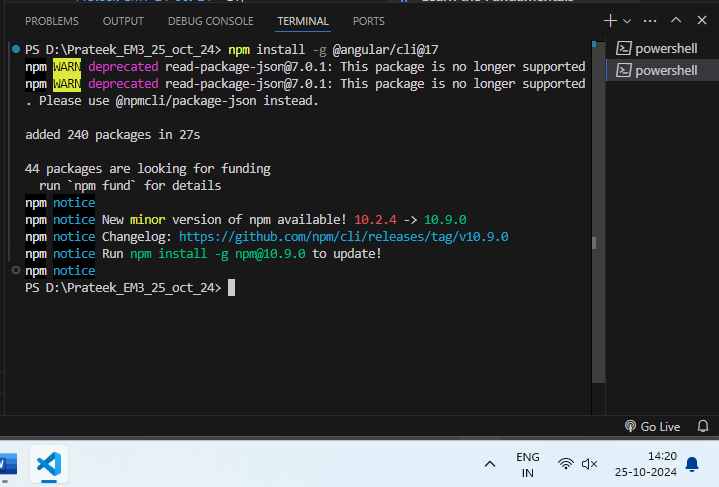 PROBLEMS OUTPUT DEBUG CONSOLE TERMINAL PORTS
PS D:\Prateek_EM3_25_oct_24> npm install -g @angular/cli@17
npm WARN deprecated read-package-json@7.0.1: This package is no longer supported
npm WARN deprecated read-package-json@7.0.1: This package is no longer supported
. Please use @npmcli/package-json instead.
added 240 packages in 27s
44 packages are looking for funding
run `npm fund` for details
npm notice
npm notice New minor version of npm available! 10.2.4 -> 10.9.0
npm notice Changelog: https://github.com/npm/cli/releases/tag/v10.9.0
npm notice Run npm install -g npm@10.9.0 to update!
npm notice
PS D:\Prateek_EM3_25_oct_24>
powershell
powershell
Go Live
ENG
IN
14:20
25-10-2024